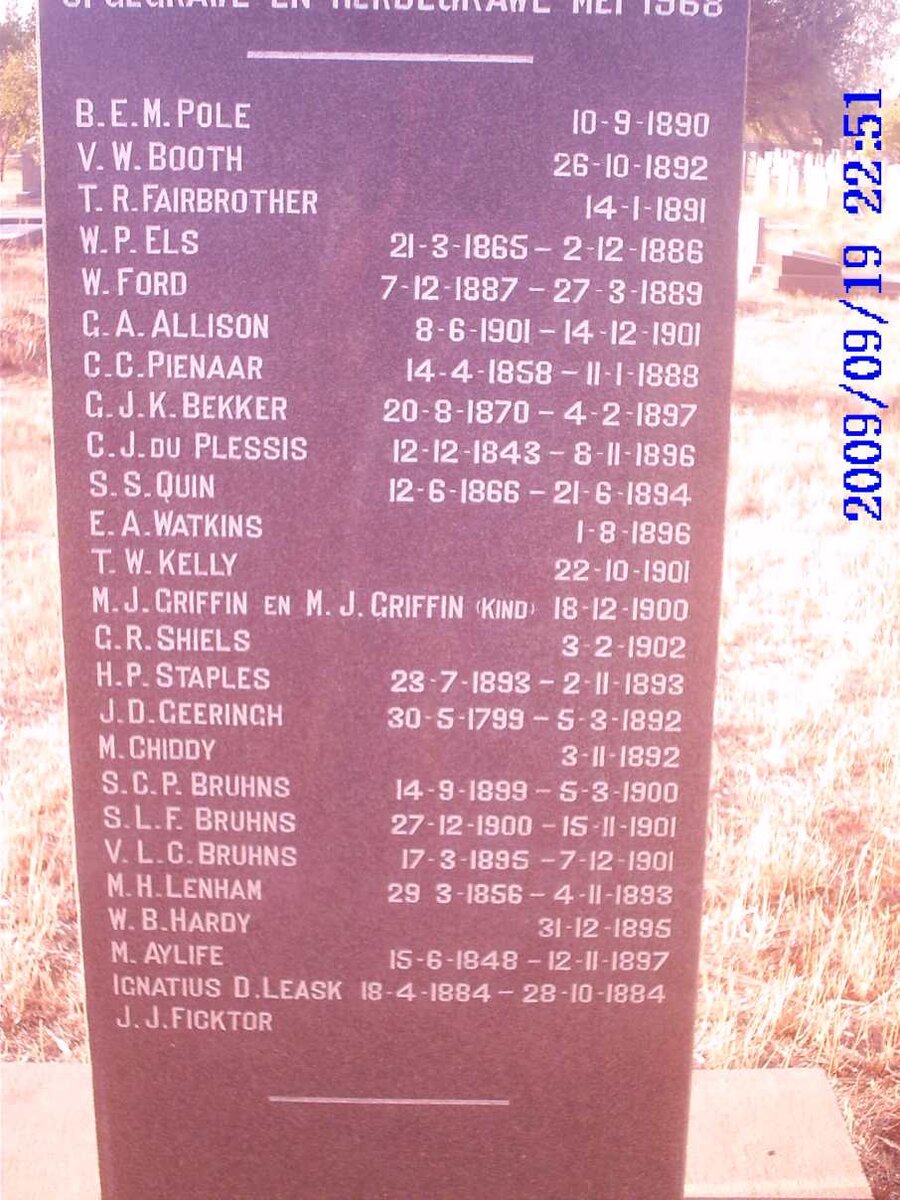 OPGEGRAWE EN HERBEGRAWE MEI 1968
B.E.M. POLE 10-9-1890
V.W. BOOTH 26-10-1892
T.R. FAIRBROTHER 14-1-1891
W.P. ELS 21-3-1865 – 2-12-1886
W. FORD 7-12-1887 – 27-3-1889
G.A. ALLISON 8-6-1901 – 14-12-1901
C.C. PIENAAR 14-4-1858 – 11-1-1888
G.J.K. BEKKER 20-8-1870 – 4-2-1897
C.J. DU PLESSIS 12-12-1843 – 8-11-1896
S.S. QUIN 12-6-1866 – 21-6-1894
E.A. WATKINS 1-8-1896
T.W. KELLY 22-10-1901
M.J. GRIFFIN EN M.J. GRIFFIN (KIND) 18-12-1900
G.R. SHIELS 3-2-1902
H.P. STAPLES 23-7-1893 – 2-11-1893
J.D. GEERINGH 30-5-1799 – 5-3-1892
M. CHIDDY 3-11-1892
S.C.P. BRUHNS 14-9-1899 – 5-3-1900
S.L.F. BRUHNS 27-12-1900 – 15-11-1901
V.L.C. BRUHNS 17-3-1895 – 7-12-1901
M.H. LENHAM 29 3-1856 – 4-11-1893
W.B. HARDY 31-12-1895
M. AYLIFE 15-6-1848 – 12-11-1897
IGNATIUS D. LEASK 18-4-1884 – 28-10-1884
J.J. FICKTOR
2009/09/19 22:51